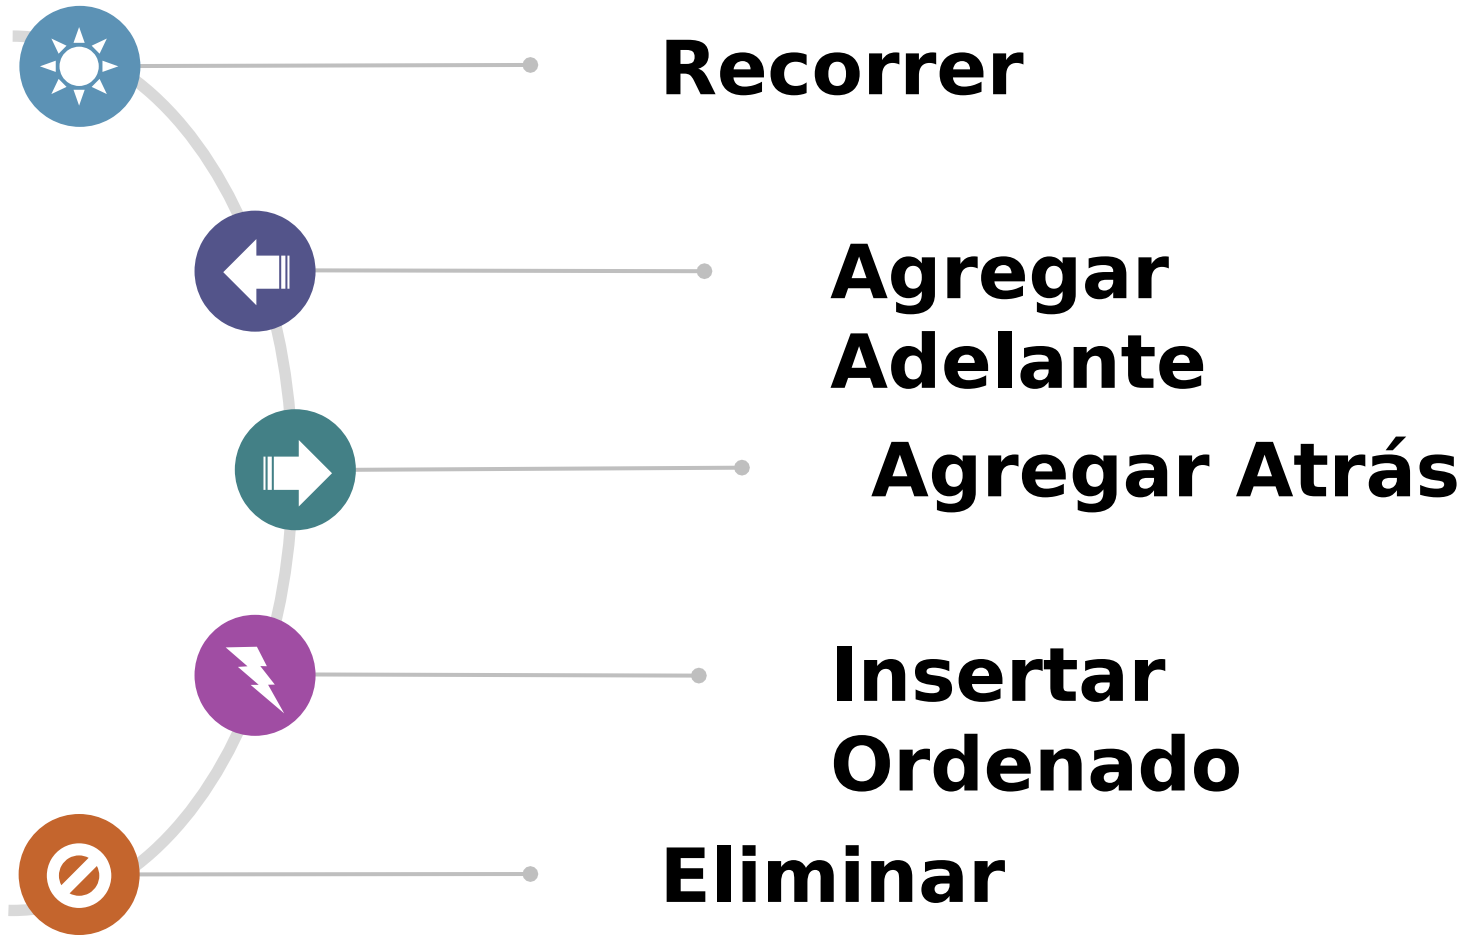 Recorrer
Agregar
Adelante
Agregar Atrás
Insertar
Ordenado
Eliminar